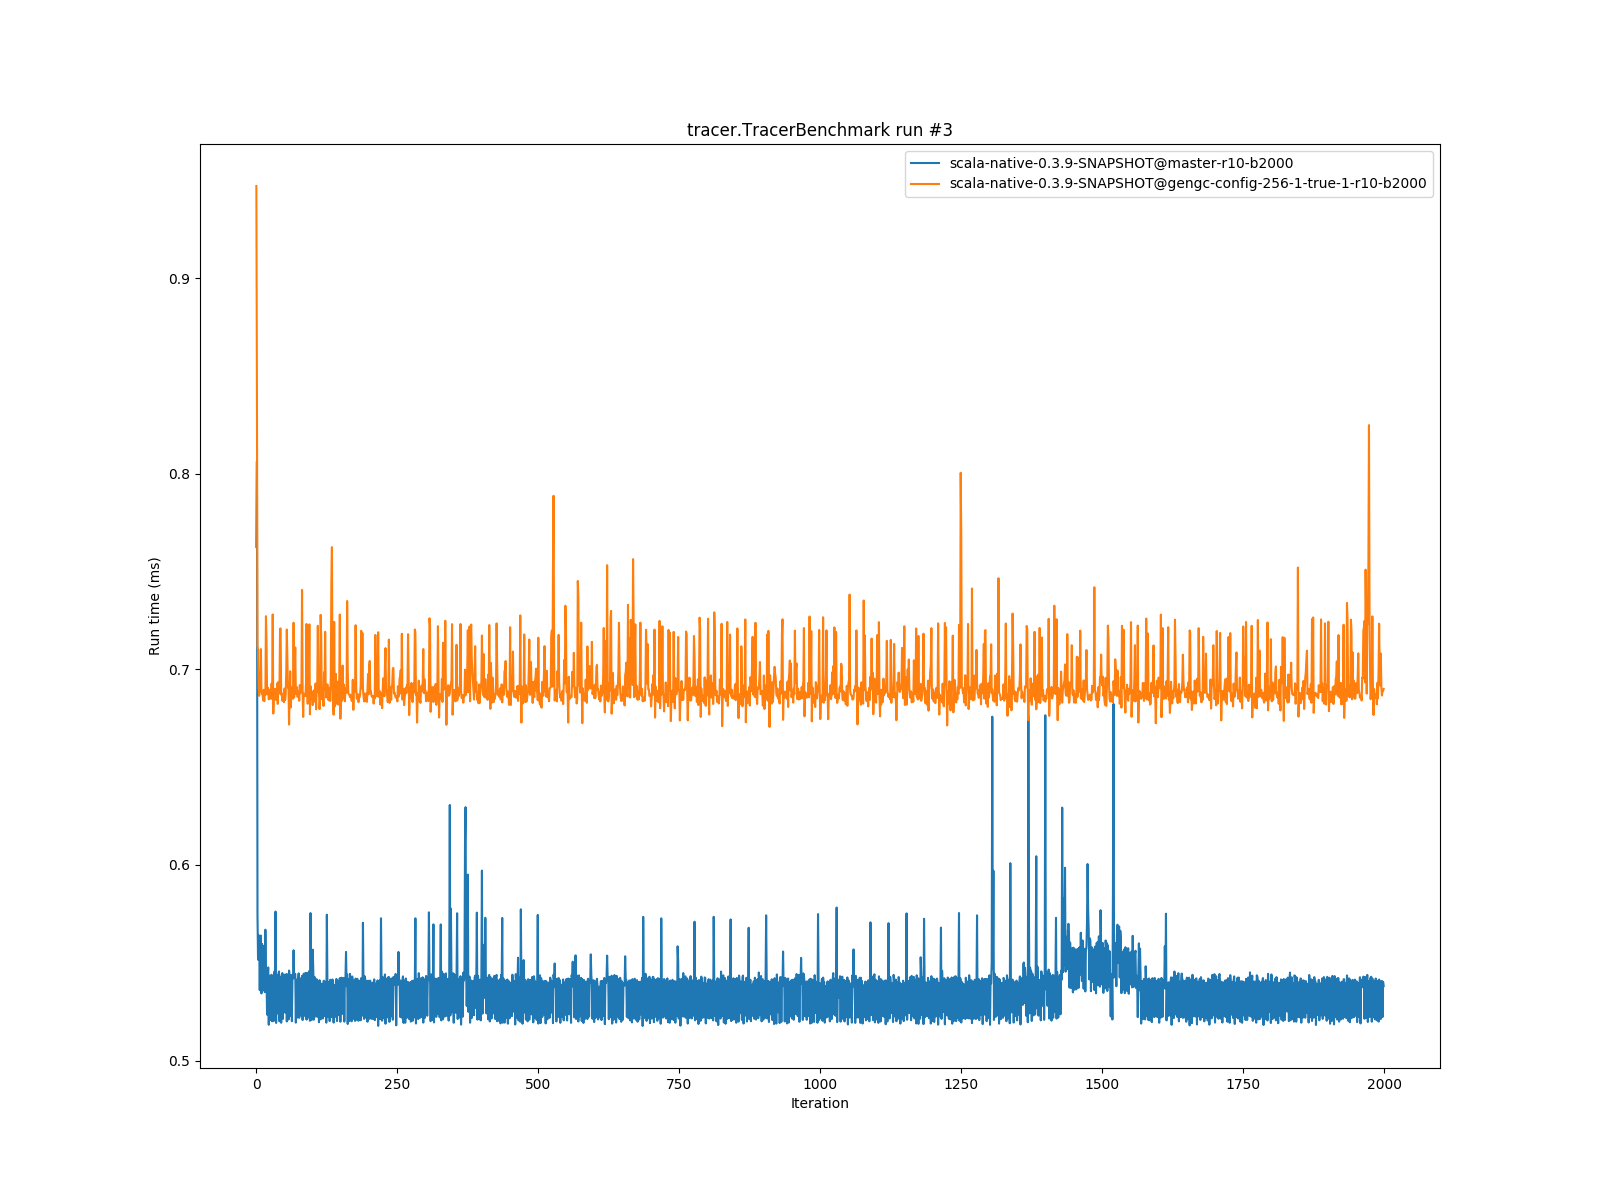 tracer.TracerBenchmark run #3
scala-native-0.3.9-SNAPSHOT@master-r10-b2000
scala-native-0.3.9-SNAPSHOT@gengc-config-256-1-true-1-r10-b2000
Run time (ms)
0.9
0.8
0.7
0.6
0.5
0 250 500 750 1000 1250 1500 1750 2000
Iteration